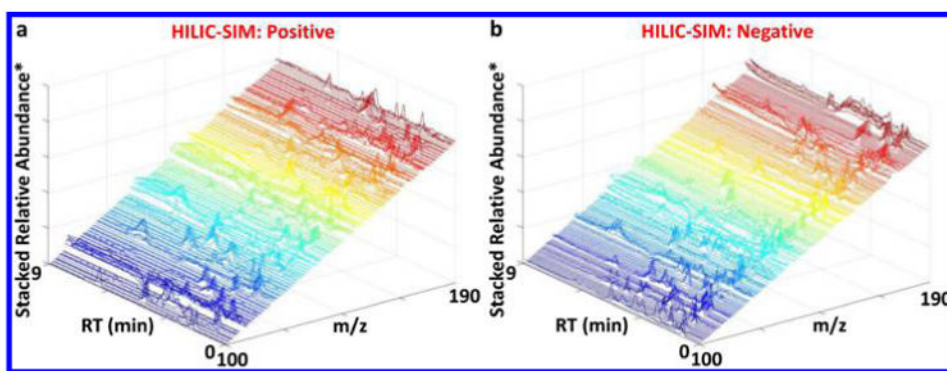 a
HILIC-SIM: Positive
Stacked Relative Abundance*
9
RT (min)
0
100
m/z
190
b
HILIC-SIM: Negative
Stacked Relative Abundance*
9
RT (min)
0
100
m/z
190